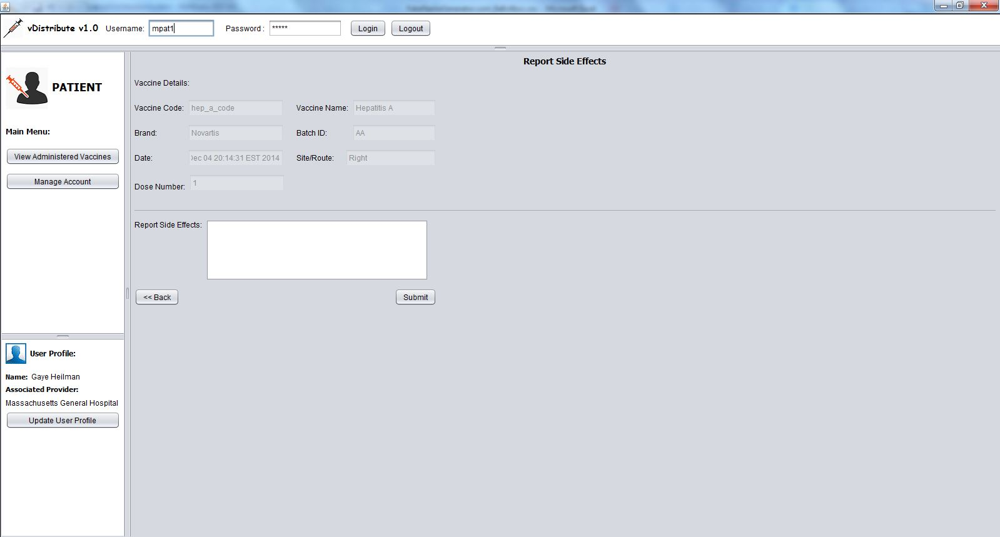 vDistribute v1.0 Username: mpat1 Password : ***** Login Logout
PATIENT
Main Menu:
View Administered Vaccines
Manage Account
User Profile:
Name: Gaye Heilman
Associated Provider:
Massachusetts General Hospital
Update User Profile
Report Side Effects
Vaccine Details:
Vaccine Code: hep_a_code Vaccine Name: Hepatitis A
Brand: Novartis Batch ID: AA
Date: Dec 04 20:14:31 EST 2014 Site/Route: Right
Dose Number: 1
Report Side Effects:
<< Back Submit